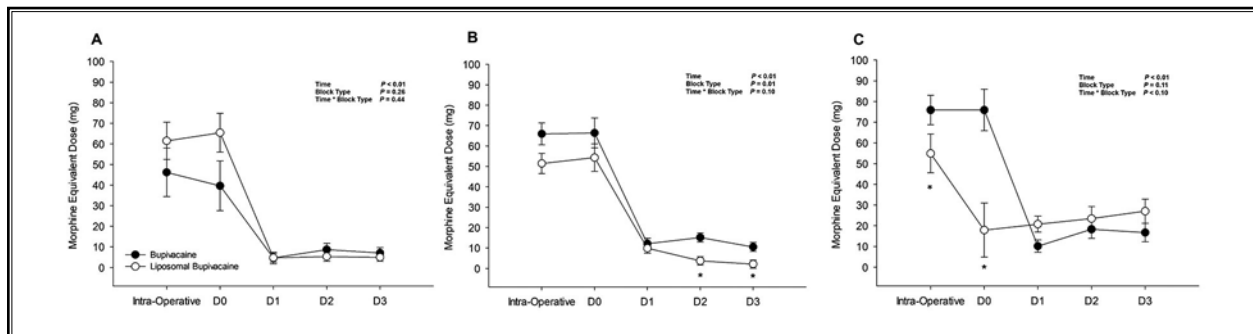 A
Time P < 0.01
Block Type P = 0.26
Time * Block Type P = 0.44
Morphine Equivalent Dose (mg)
100
90
80
70
60
50
40
30
20
10
0
Bupivacaine
Liposomal Bupivacaine
Intra-Operative D0 D1 D2 D3
B
Time P < 0.01
Block Type P = 0.01
Time * Block Type P = 0.10
Morphine Equivalent Dose (mg)
100
90
80
70
60
50
40
30
20
10
0
* *
Intra-Operative D0 D1 D2 D3
C
Time P < 0.01
Block Type P = 0.11
Time * Block Type P < 0.10
Morphine Equivalent Dose (mg)
100
90
80
70
60
50
40
30
20
10
0
*
*
Intra-Operative D0 D1 D2 D3